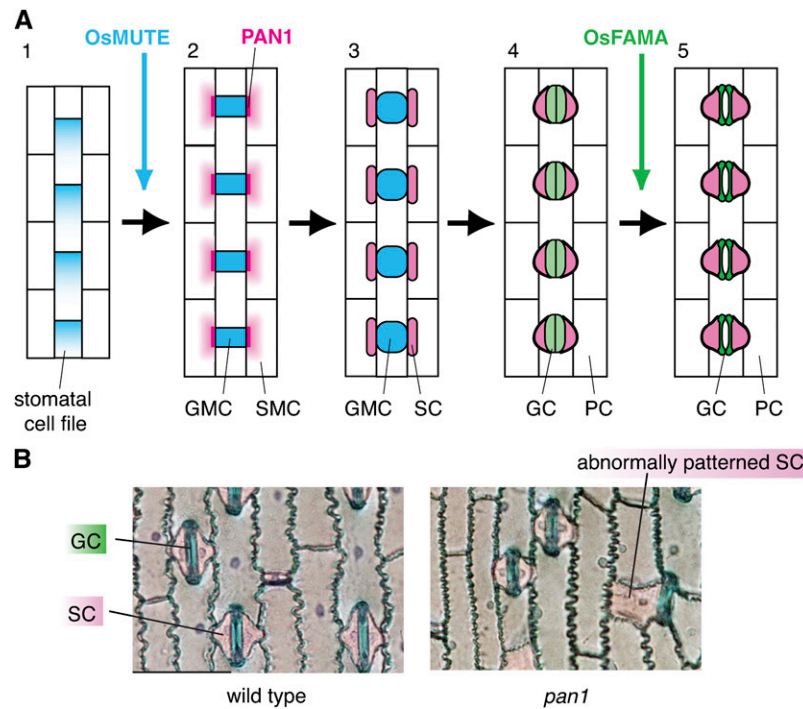 A
OsMUTE
PAN1
OsFAMA
1
2
3
4
5
stomatal
cell file
GMC
SMC
GMC
SC
GC
PC
GC
PC
B
abnormally patterned SC
GC
SC
wild type
pan1